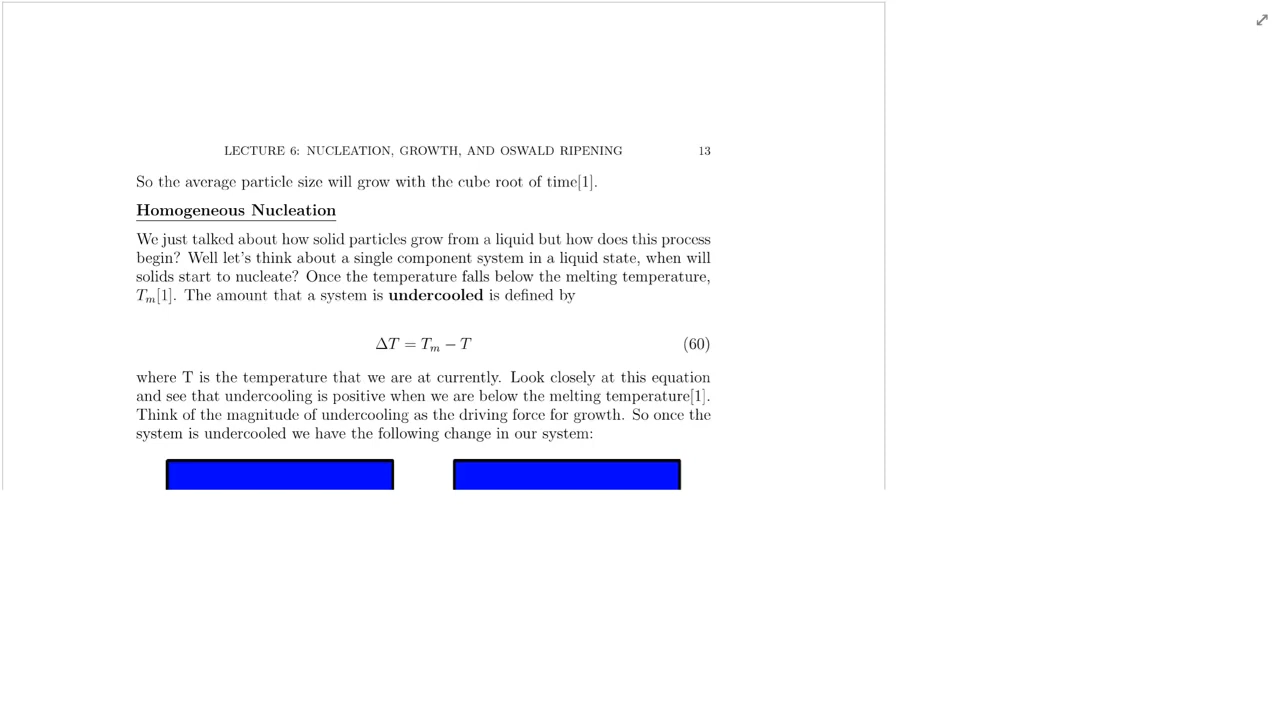 LECTURE 6: NUCLEATION, GROWTH, AND OSWALD RIPENING 13
So the average particle size will grow with the cube root of time[1].
Homogeneous Nucleation
We just talked about how solid particles grow from a liquid but how does this process
begin? Well let's think about a single component system in a liquid state, when will
solids start to nucleate? Once the temperature falls below the melting temperature,
Tₘ[1]. The amount that a system is undercooled is defined by
ΔT = Tₘ − T (60)
where T is the temperature that we are at currently. Look closely at this equation
and see that undercooling is positive when we are below the melting temperature[1].
Think of the magnitude of undercooling as the driving force for growth. So once the
system is undercooled we have the following change in our system: